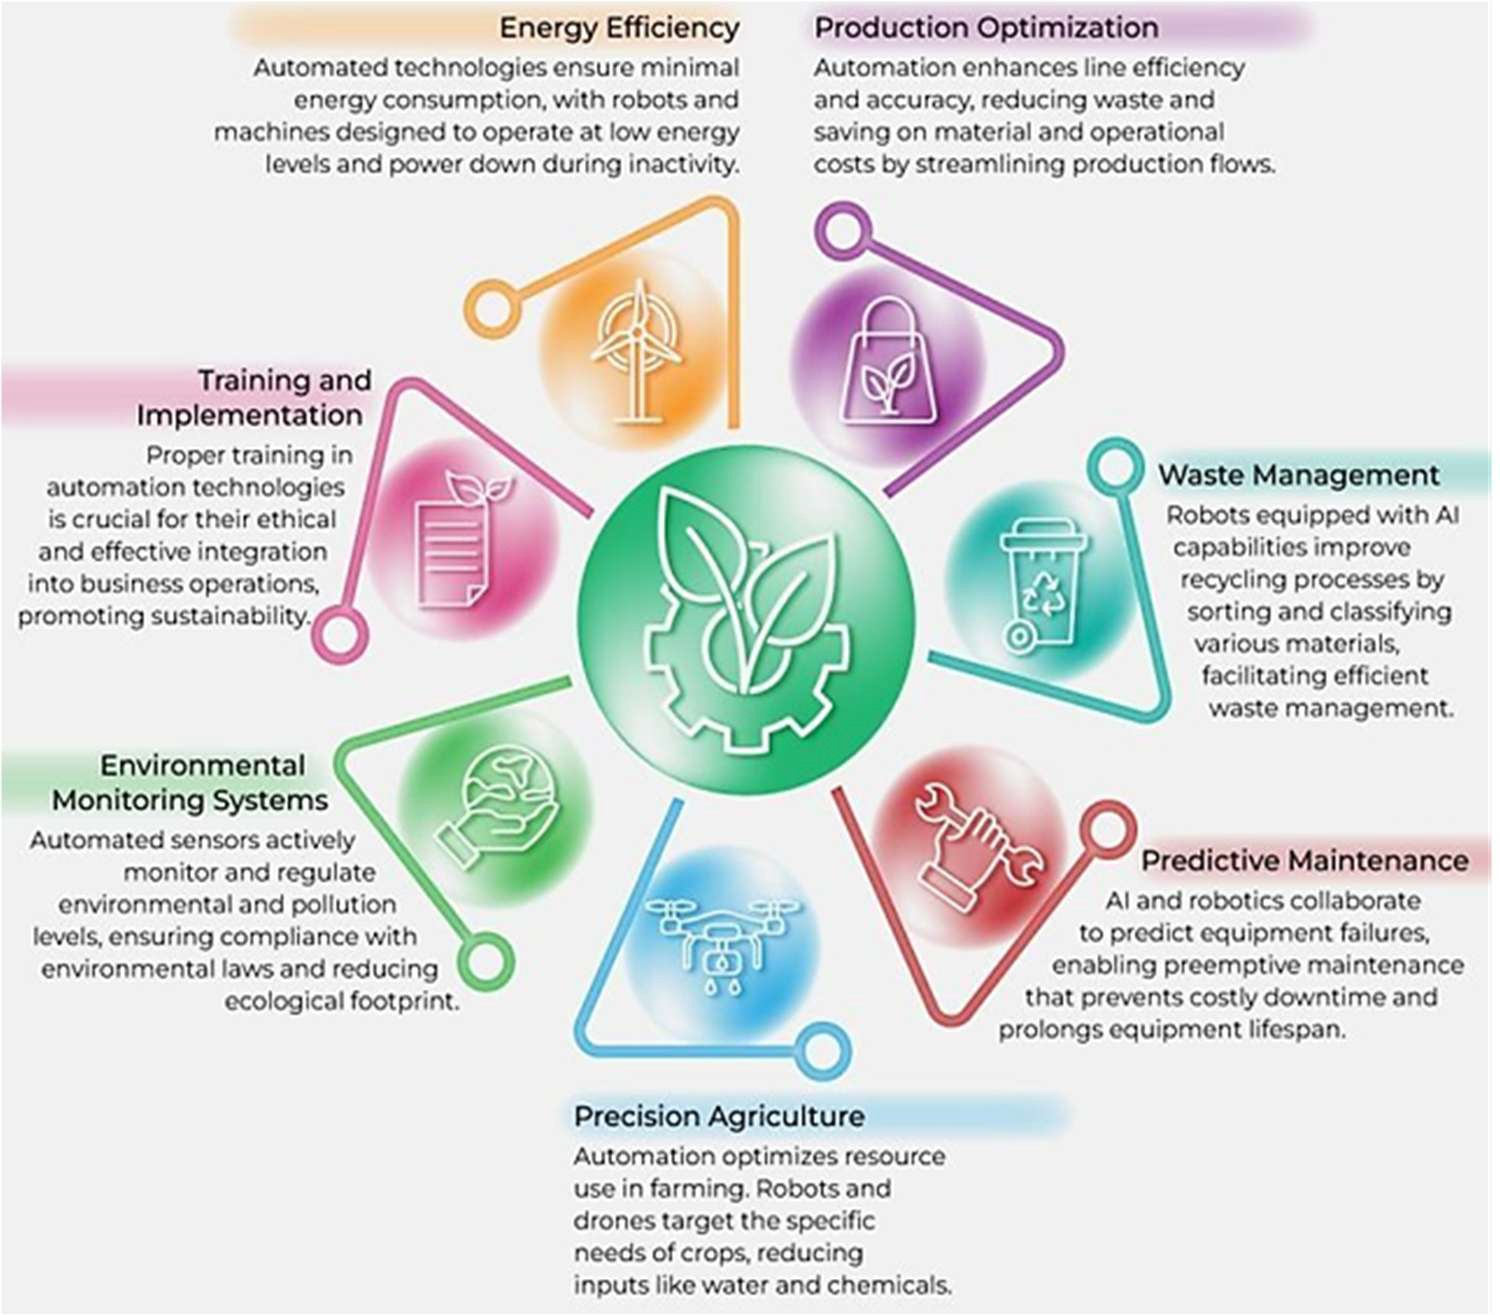 Energy Efficiency
Automated technologies ensure minimal
energy consumption, with robots and
machines designed to operate at low energy
levels and power down during inactivity.
Production Optimization
Automation enhances line efficiency
and accuracy, reducing waste and
saving on material and operational
costs by streamlining production flows.
Training and
Implementation
Proper training in
automation technologies
is crucial for their ethical
and effective integration
into business operations,
promoting sustainability.
Waste Management
Robots equipped with AI
capabilities improve
recycling processes by
sorting and classifying
various materials,
facilitating efficient
waste management.
Environmental
Monitoring Systems
Automated sensors actively
monitor and regulate
environmental and pollution
levels, ensuring compliance with
environmental laws and reducing
ecological footprint.
Predictive Maintenance
AI and robotics collaborate
to predict equipment failures,
enabling preemptive maintenance
that prevents costly downtime and
prolongs equipment lifespan.
Precision Agriculture
Automation optimizes resource
use in farming. Robots and
drones target the specific
needs of crops, reducing
inputs like water and chemicals.